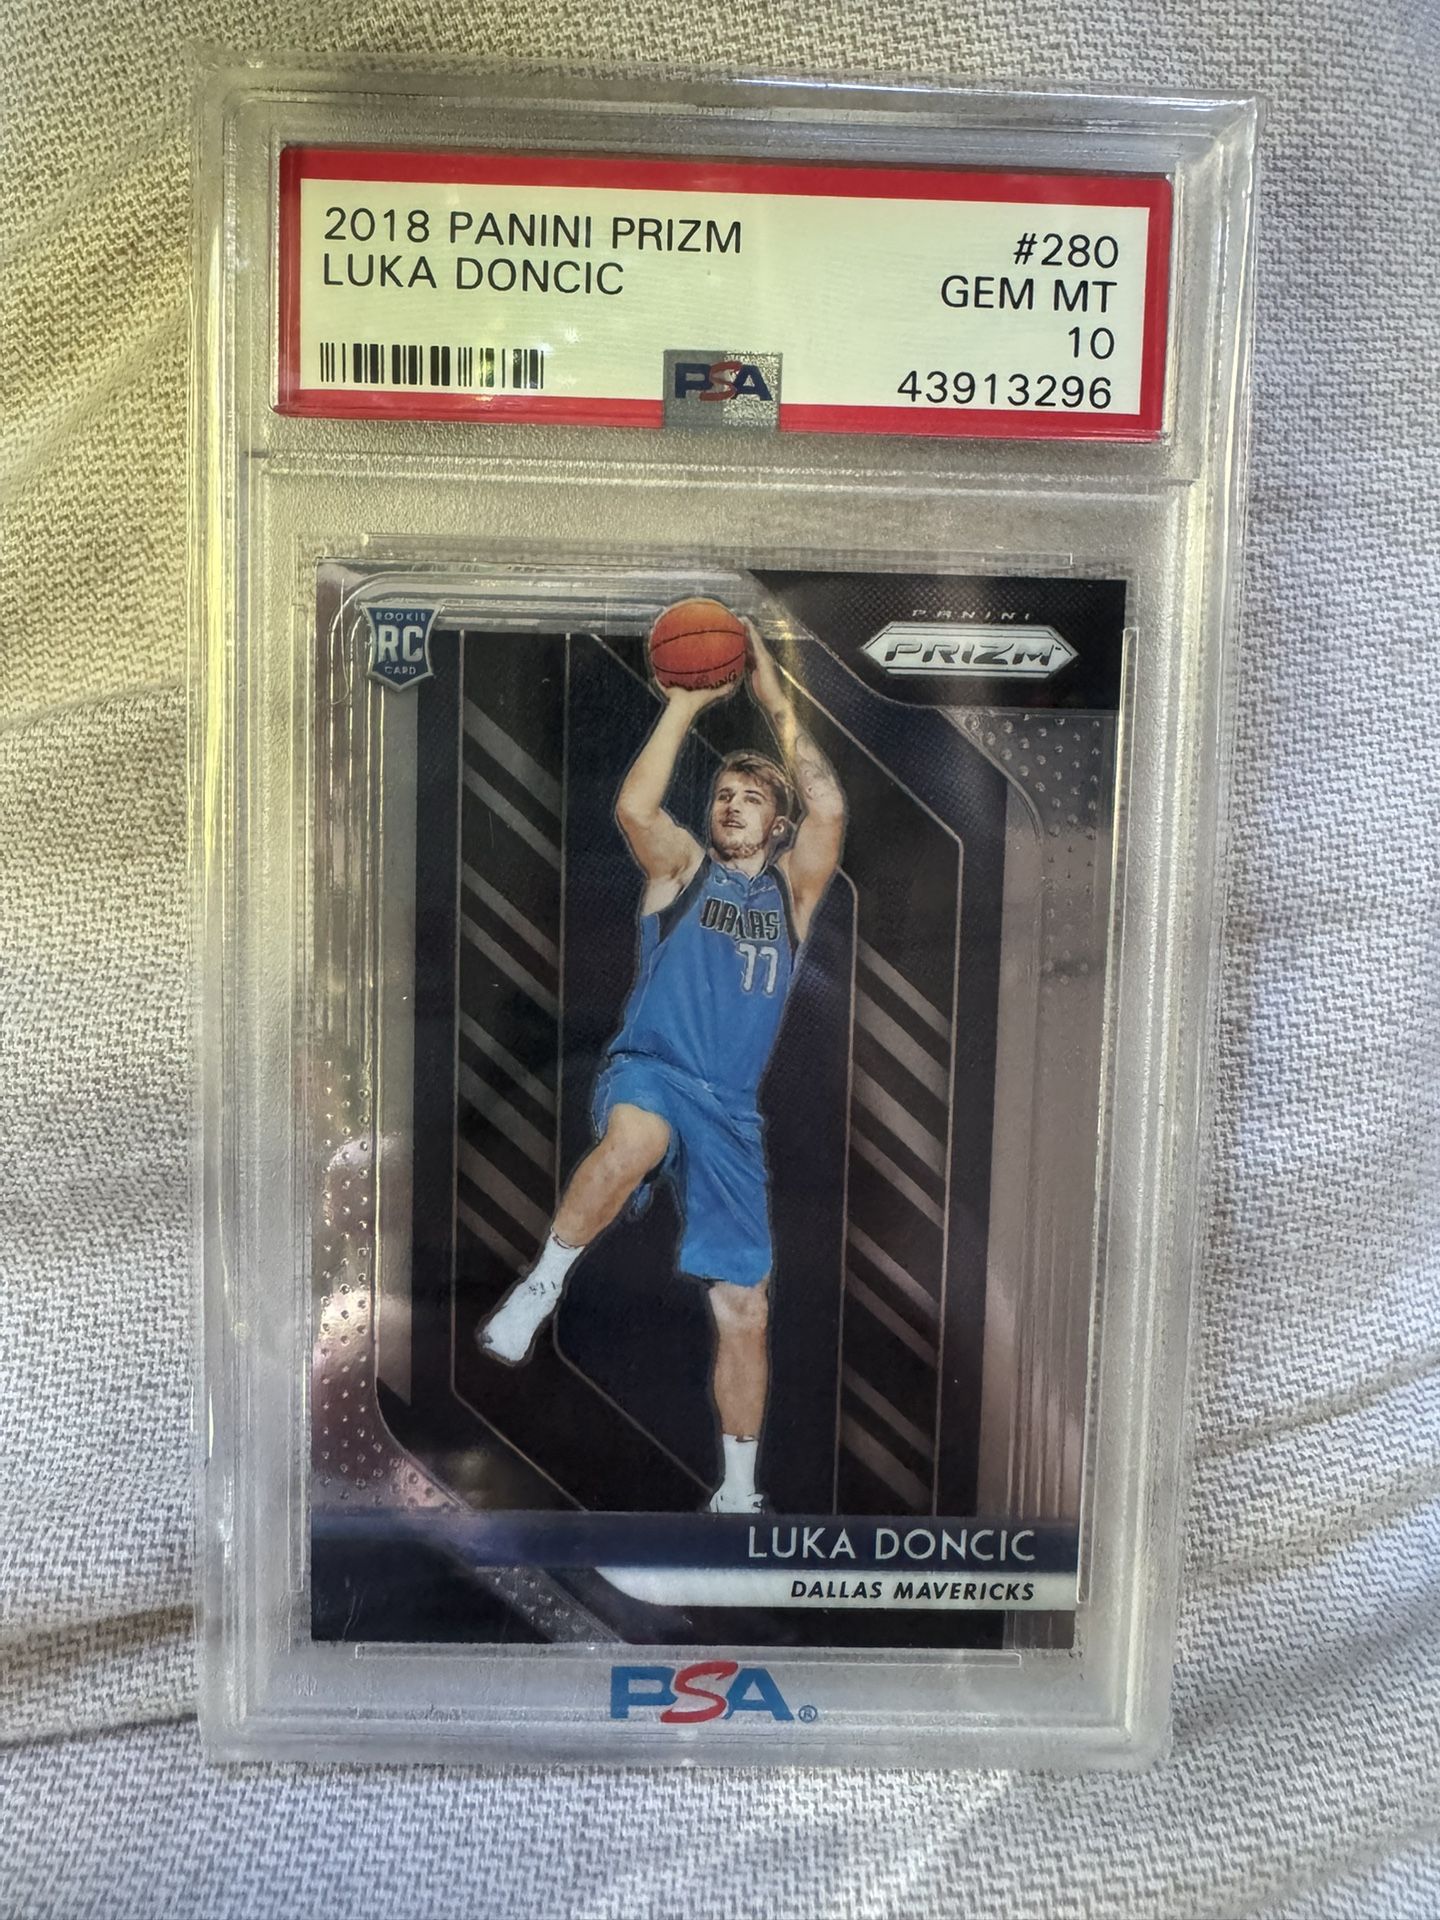 2018 PANINI PRIZM
LUKA DONCIC
#280
GEM MT
10
43913296
PSA
ROOKIE
RC
CARD
PANINI
PRIZM
DALLAS
77
LUKA DONCIC
DALLAS MAVERICKS
PSA®